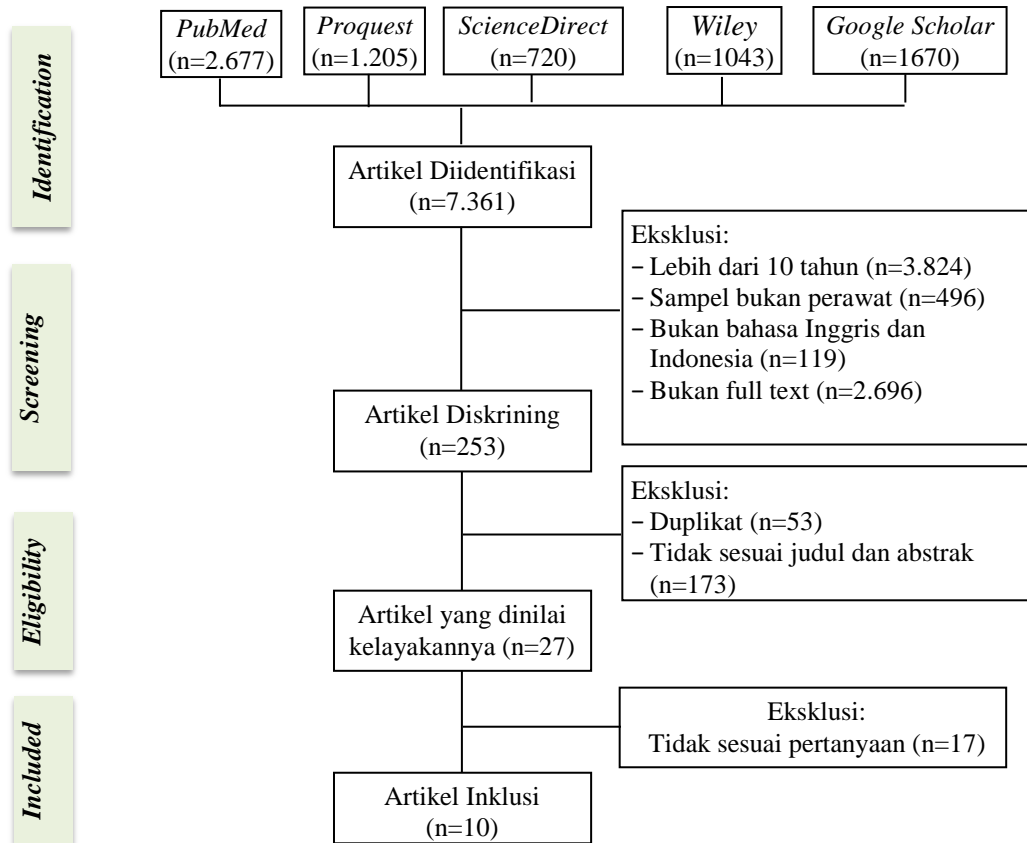 PubMed
(n=2.677)
Proquest
(n=1.205)
ScienceDirect
(n=720)
Wiley
(n=1043)
Google Scholar
(n=1670)
Identification
Artikel Diidentifikasi
(n=7.361)
Eksklusi:
- Lebih dari 10 tahun (n=3.824)
- Sampel bukan perawat (n=496)
- Bukan bahasa Inggris dan
Indonesia (n=119)
- Bukan full text (n=2.696)
Screening
Artikel Diskrining
(n=253)
Eksklusi:
- Duplikat (n=53)
- Tidak sesuai judul dan abstrak
(n=173)
Eligibility
Artikel yang dinilai
kelayakannya (n=27)
Eksklusi:
Tidak sesuai pertanyaan (n=17)
Included
Artikel Inklusi
(n=10)